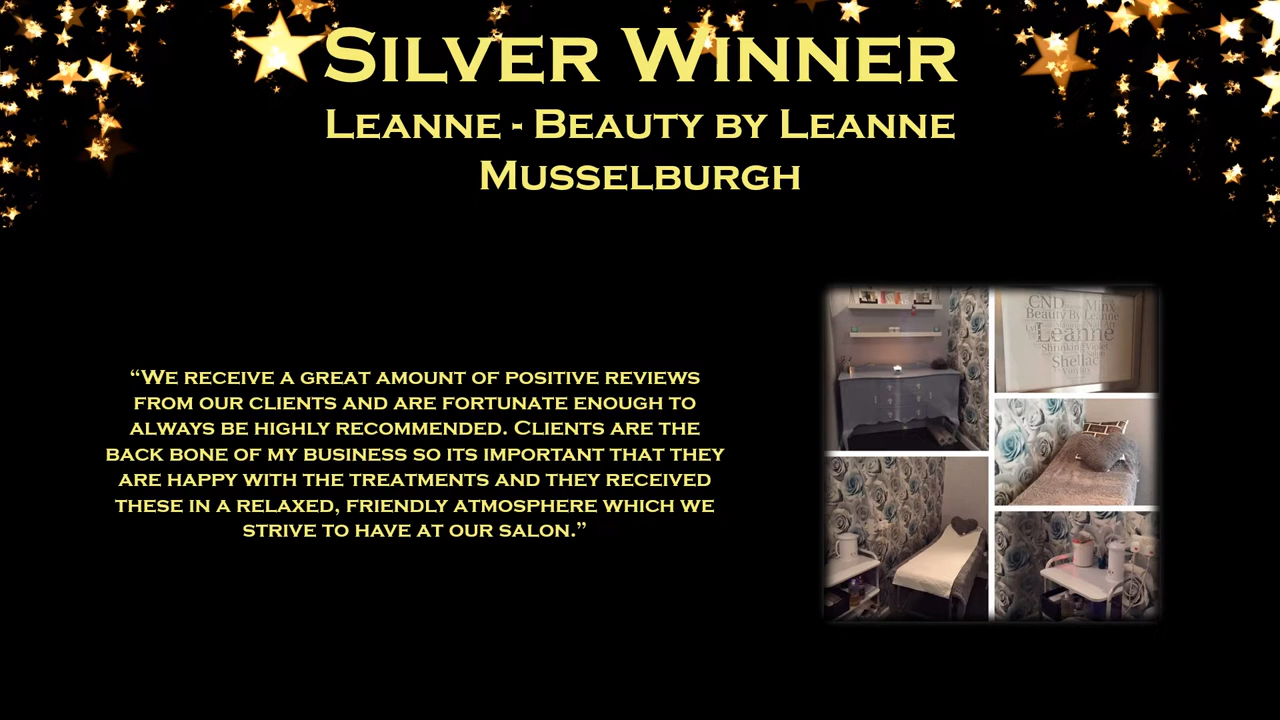 Silver Winner
Leanne - Beauty by Leanne
Musselburgh
“We receive a great amount of positive reviews
from our clients and are fortunate enough to
always be highly recommended. Clients are the
back bone of my business so its important that they
are happy with the treatments and they received
these in a relaxed, friendly atmosphere which we
strive to have at our salon.”
CND Minx
Beauty By Leanne
Leanne
Shrinking Violet
Shellac